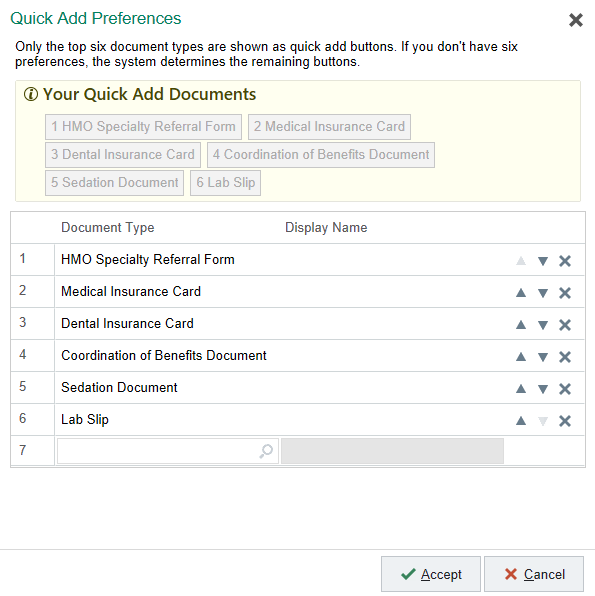 Quick Add Preferences
Only the top six document types are shown as quick add buttons. If you don't have six
preferences, the system determines the remaining buttons.
Your Quick Add Documents
1 HMO Specialty Referral Form 2 Medical Insurance Card
3 Dental Insurance Card 4 Coordination of Benefits Document
5 Sedation Document 6 Lab Slip
Document Type Display Name
1 HMO Specialty Referral Form
2 Medical Insurance Card
3 Dental Insurance Card
4 Coordination of Benefits Document
5 Sedation Document
6 Lab Slip
7
Accept Cancel